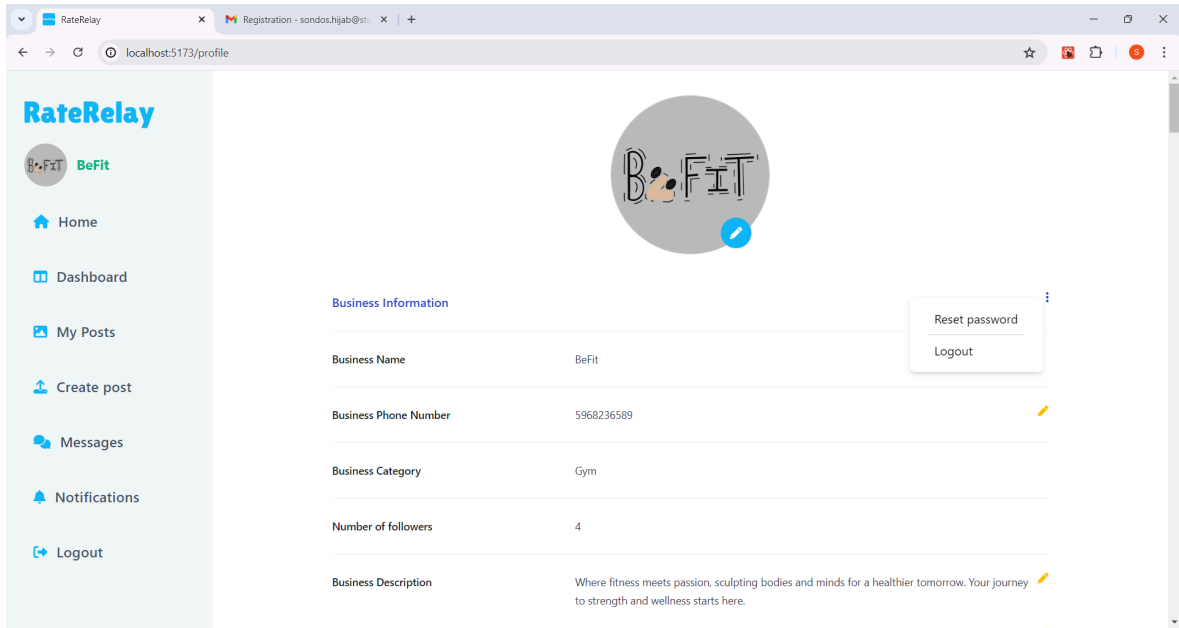 RateRelay
Registration - sondos.hijab@st
localhost:5173/profile
S
RateRelay
BeFit
BeFit
Home
Dashboard
My Posts
Create post
Messages
Notifications
Logout
BeFiT
Business Information
Reset password
Logout
Business Name BeFit
Business Phone Number 5968236589
Business Category Gym
Number of followers 4
Business Description Where fitness meets passion, sculpting bodies and minds for a healthier tomorrow. Your journey
to strength and wellness starts here.